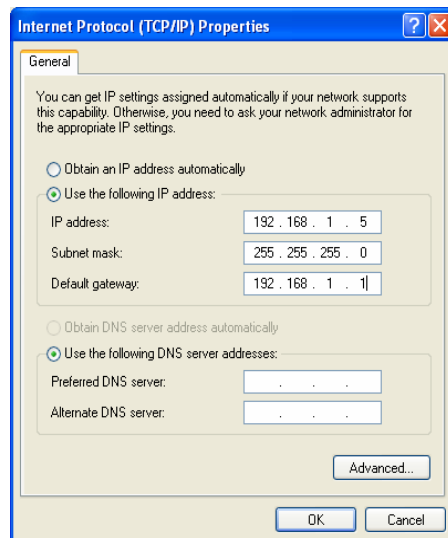 Internet Protocol (TCP/IP) Properties
General
You can get IP settings assigned automatically if your network supports
this capability. Otherwise, you need to ask your network administrator for
the appropriate IP settings.
Obtain an IP address automatically
Use the following IP address:
IP address: 192 . 168 . 1 . 5
Subnet mask: 255 . 255 . 255 . 0
Default gateway: 192 . 168 . 1 . 1
Obtain DNS server address automatically
Use the following DNS server addresses:
Preferred DNS server: . . .
Alternate DNS server: . . .
Advanced...
OK Cancel